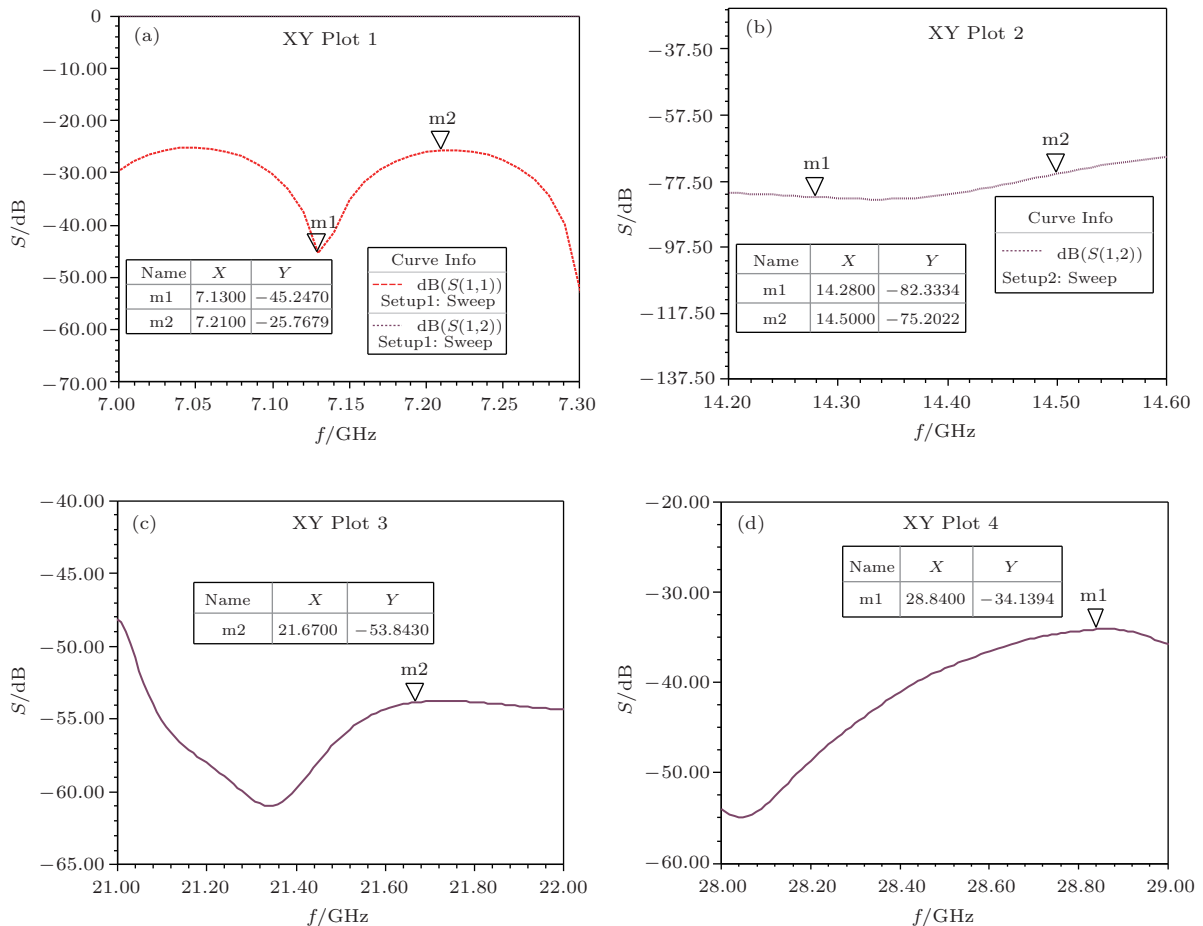 (a)
XY Plot 1
0
−10.00
−20.00
−30.00
−40.00
−50.00
−60.00
−70.00
S/dB
m2
m1
Name X Y
m1 7.1300 −45.2470
m2 7.2100 −25.7679
Curve Info
dB(S(1,1))
Setup1: Sweep
dB(S(1,2))
Setup1: Sweep
7.00 7.05 7.10 7.15 7.20 7.25 7.30
f/GHz
(b)
XY Plot 2
−37.50
−57.50
−77.50
−97.50
−117.50
−137.50
S/dB
m1
m2
Curve Info
dB(S(1,2))
Setup2: Sweep
Name X Y
m1 14.2800 −82.3334
m2 14.5000 −75.2022
14.20 14.30 14.40 14.50 14.60
f/GHz
(c)
XY Plot 3
−40.00
−45.00
−50.00
−55.00
−60.00
−65.00
S/dB
Name X Y
m2 21.6700 −53.8430
m2
21.00 21.20 21.40 21.60 21.80 22.00
f/GHz
(d)
XY Plot 4
−20.00
−30.00
−40.00
−50.00
−60.00
S/dB
Name X Y
m1 28.8400 −34.1394
m1
28.00 28.20 28.40 28.60 28.80 29.00
f/GHz